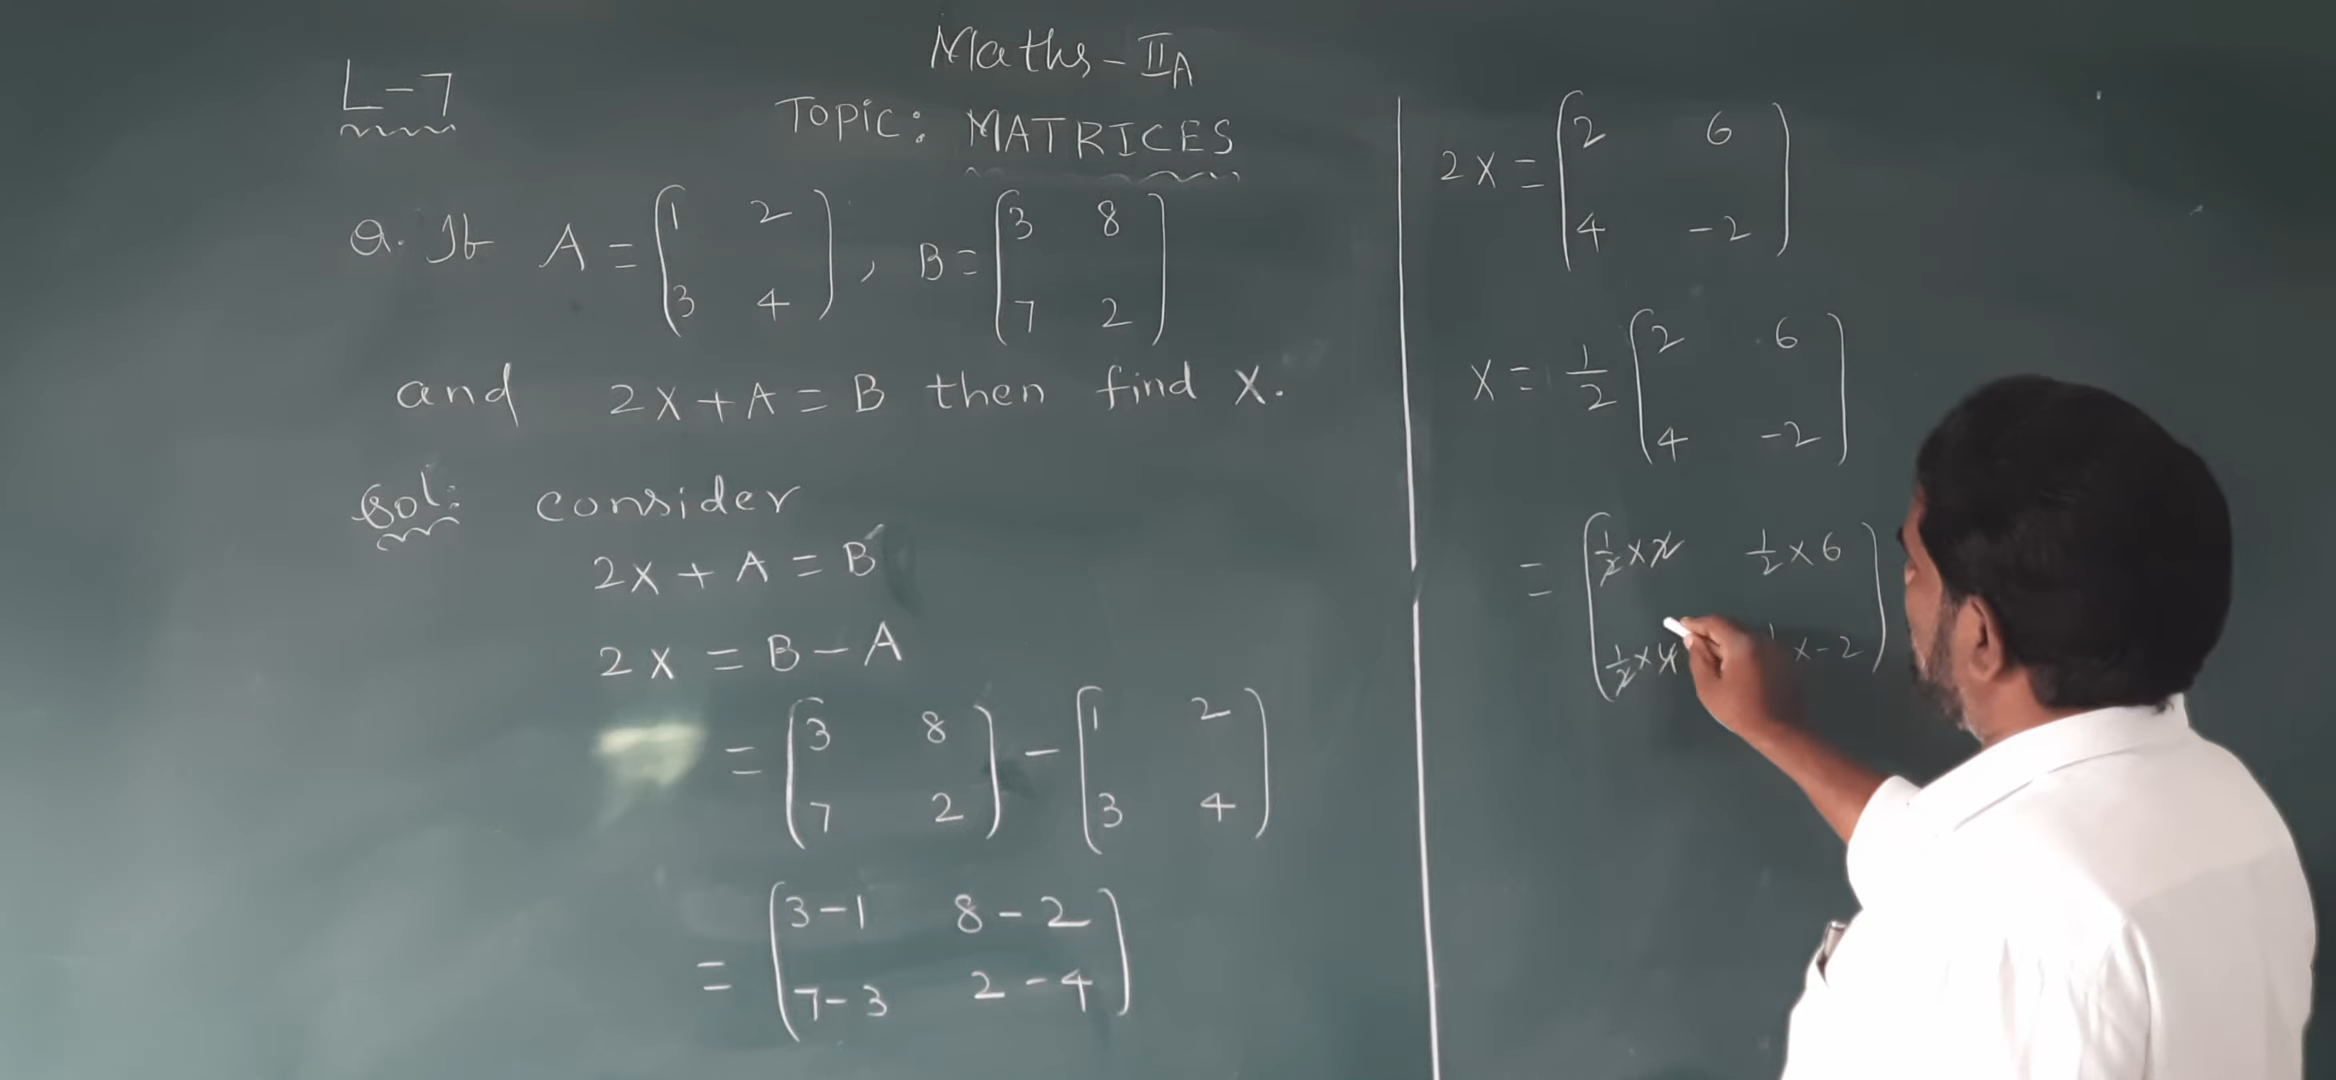 L-7
Maths - IIA
Topic: MATRICES
Q. If A = [1 2; 3 4], B = [3 8; 7 2]
and 2X + A = B then find X.
Sol: consider
2X + A = B
2X = B - A
= [3 8; 7 2] - [1 2; 3 4]
= [3-1 8-2; 7-3 2-4]
2X = [2 6; 4 -2]
X = 1/2 [2 6; 4 -2]
= [1/2 x 2 1/2 x 6; 1/2 x 4 x -2]